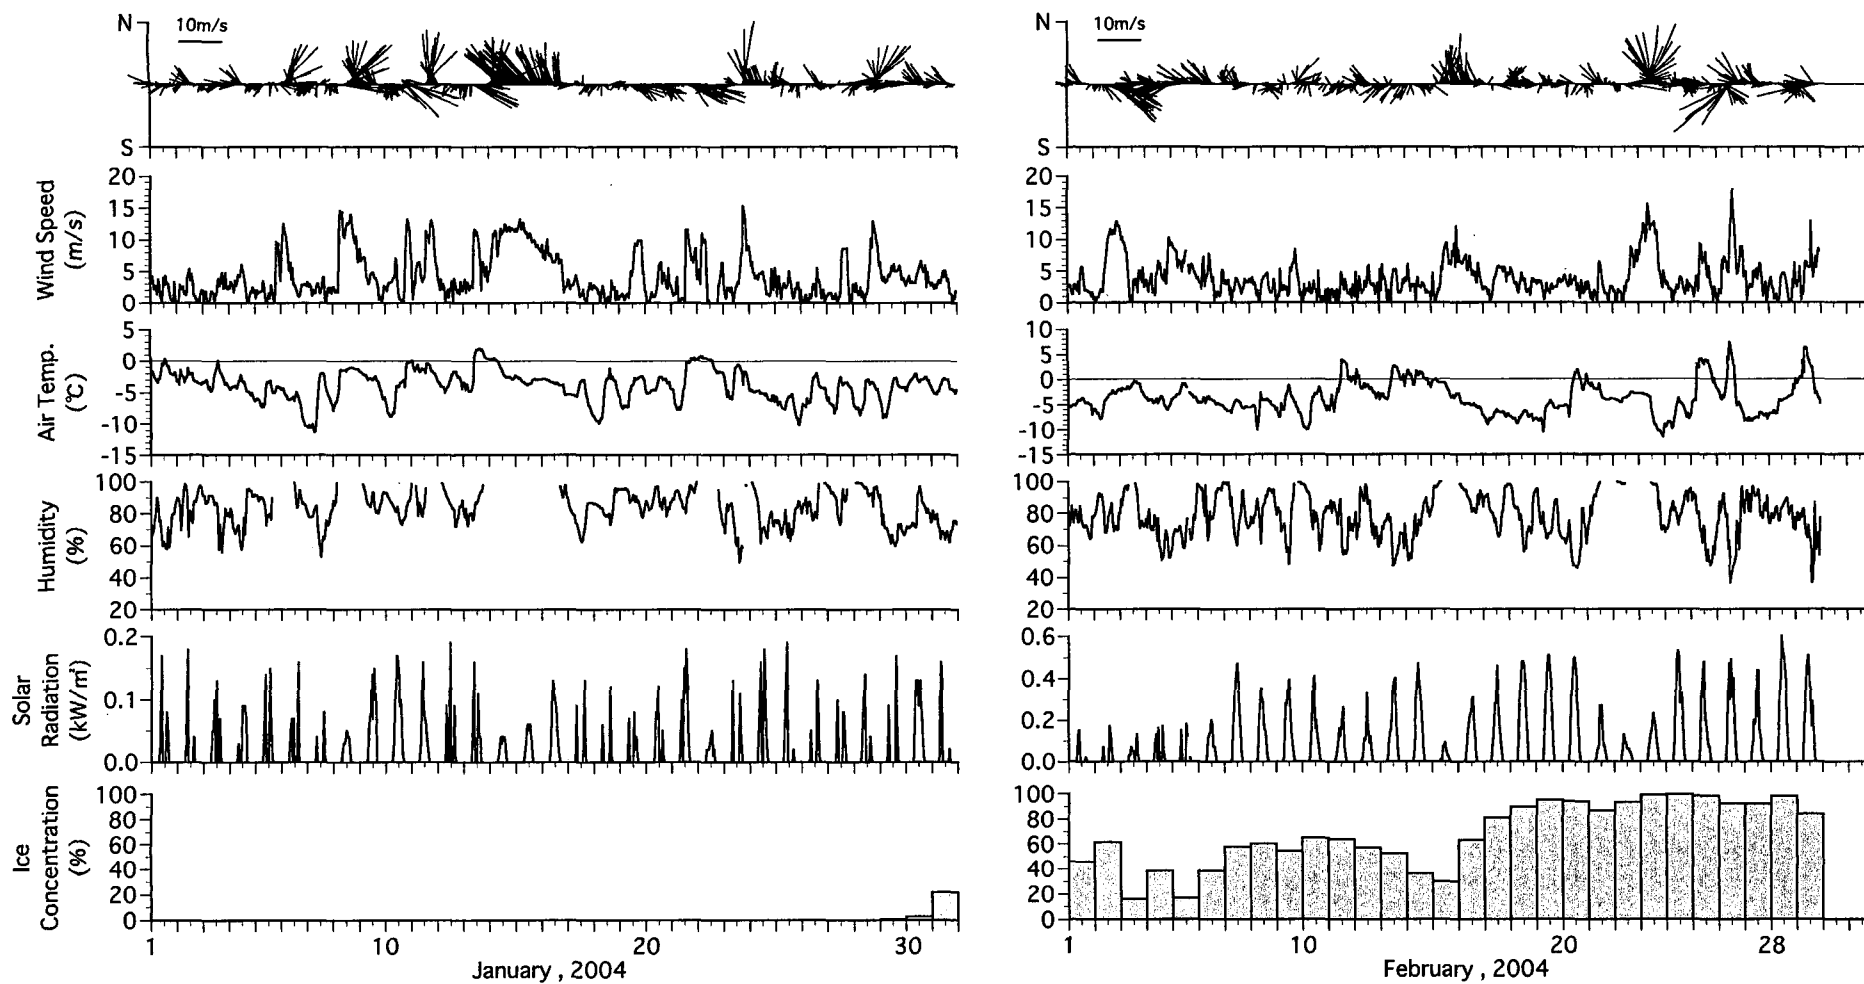 N
10m/s
S
Wind Speed
(m/s)
20
15
10
5
0
Air Temp.
(℃)
5
0
-5
-10
-15
Humidity
(%)
100
80
60
40
20
Solar
Radiation
(kW/㎡)
0.2
0.1
0.0
Ice
Concentration
(%)
100
80
60
40
20
0
1 10 20 30
January , 2004
N
10m/s
S
20
15
10
5
0
10
5
0
-5
-10
-15
100
80
60
40
20
0.6
0.4
0.2
0.0
100
80
60
40
20
0
1 10 20 28
February , 2004